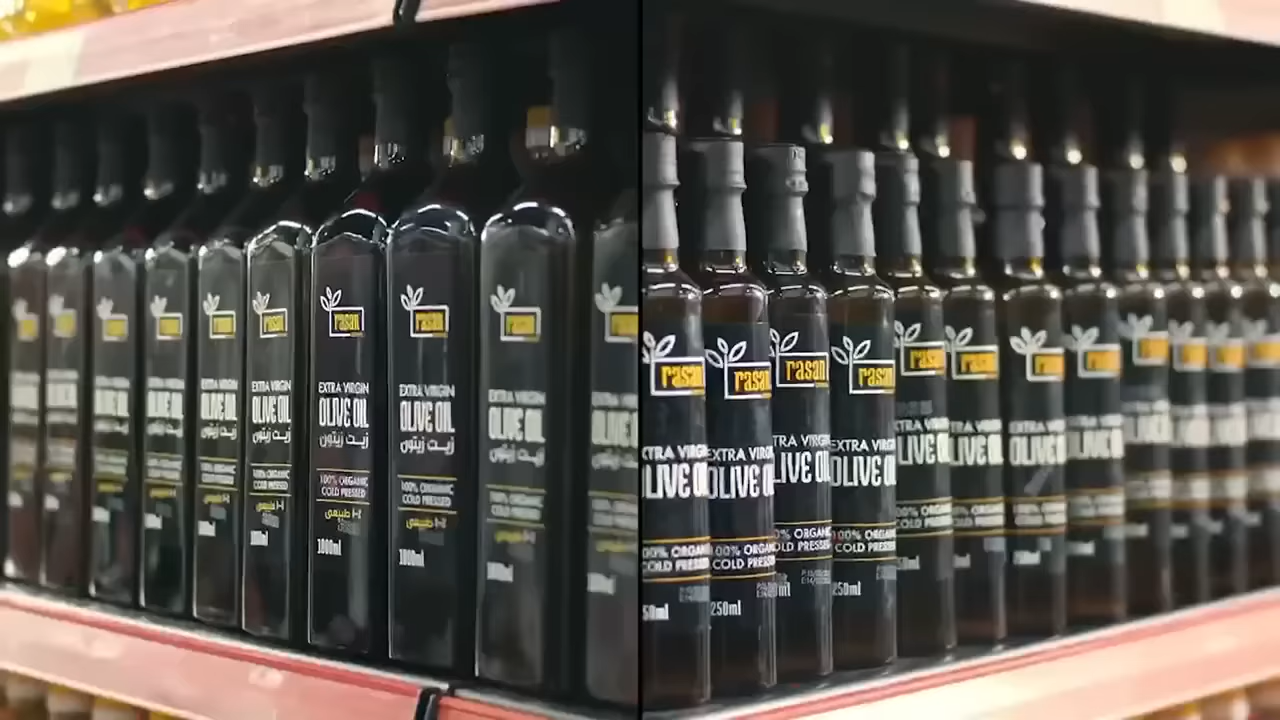 rasan
EXTRA VIRGIN
OLIVE OIL
زيت زيتون
100% ORGANIC
COLD PRESSED
طبيعي
1000ml
rasan
EXTRA VIRGIN
OLIVE OIL
100% ORGANIC
COLD PRESSED
250ml